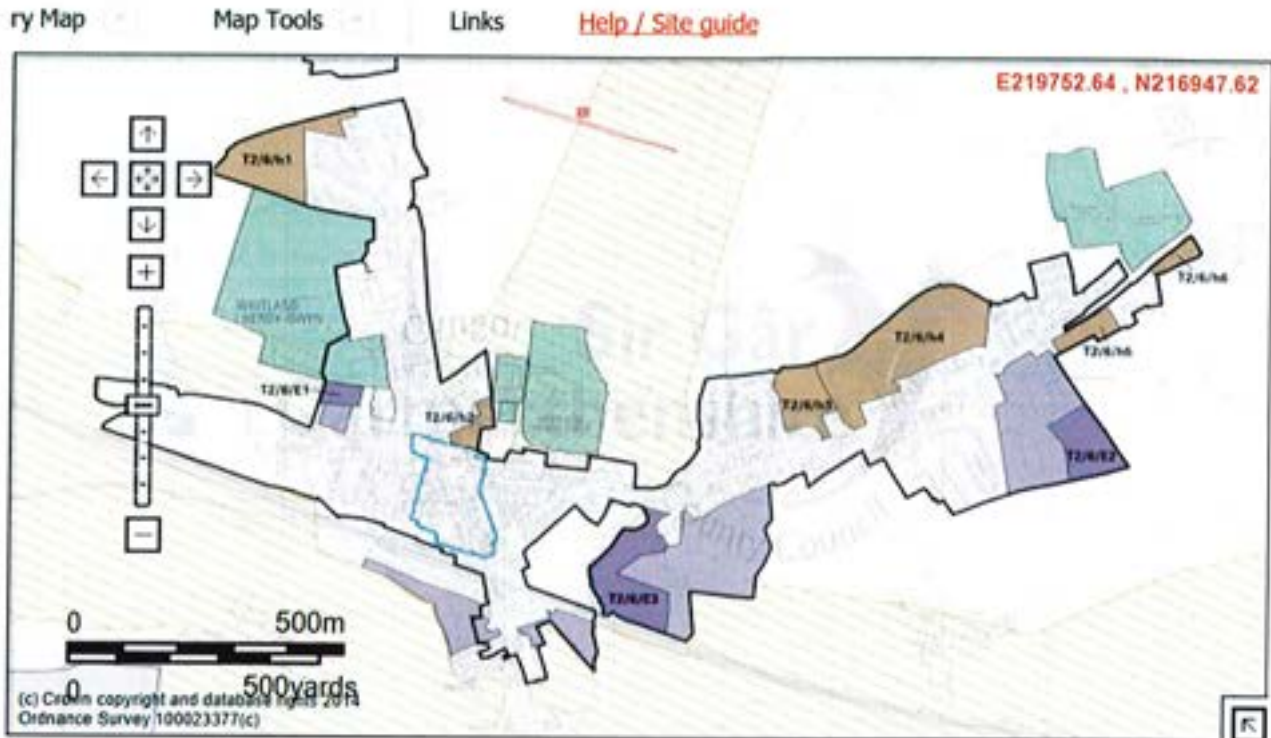 ry Map Map Tools Links Help / Site guide
E219752.64 , N216947.62
T2/6/h1
T2/6/h6
T2/6/h4
T2/6/h5
T2/6/E1
T2/6/h2
T2/6/h3
T2/6/E2
T2/6/E3
0 500m
0 500yards
(c) Crown copyright and database rights 2014
Ordnance Survey 100023377(c)